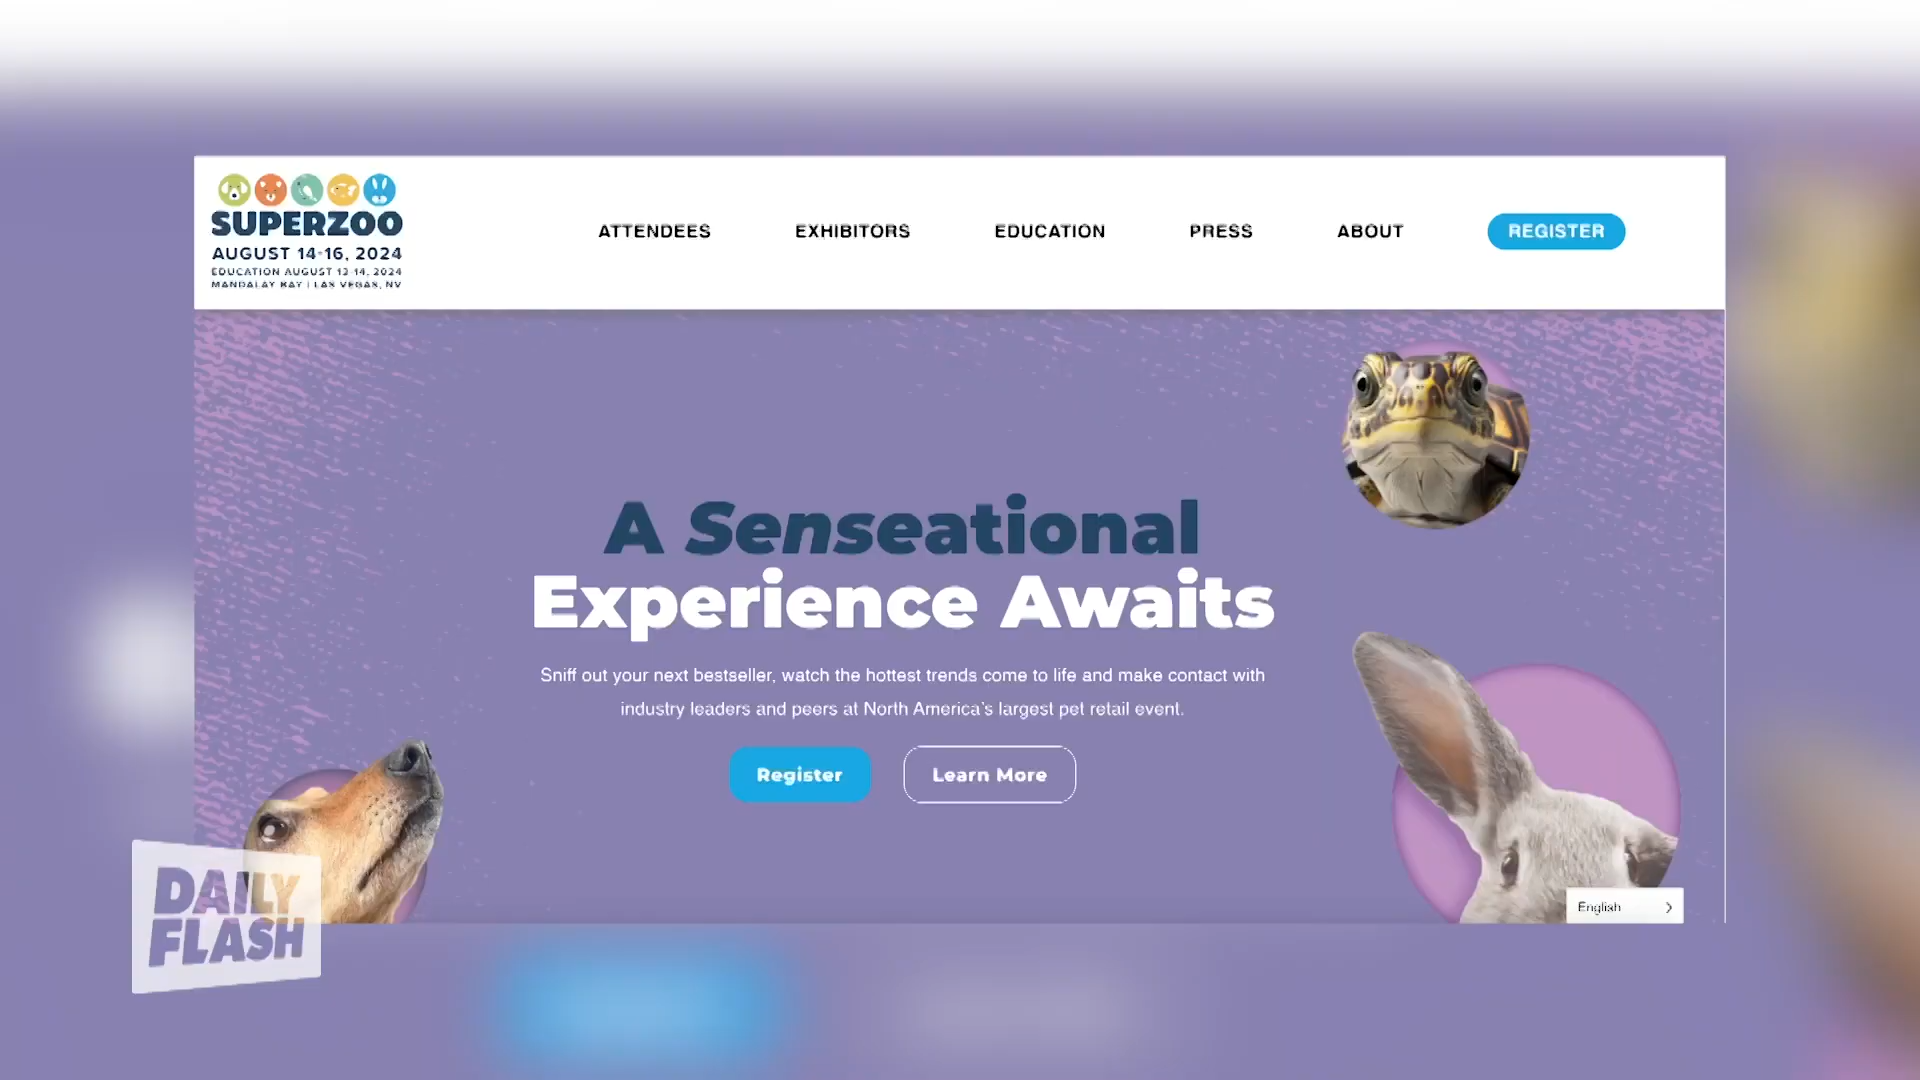 SUPERZOO
AUGUST 14-16, 2024
EDUCATION AUGUST 13-14, 2024
MANDALAY BAY | LAS VEGAS, NV
ATTENDEES
EXHIBITORS
EDUCATION
PRESS
ABOUT
REGISTER
A Senseational
Experience Awaits
Sniff out your next bestseller, watch the hottest trends come to life and make contact with
industry leaders and peers at North America's largest pet retail event.
Register
Learn More
English
DAILY
FLASH